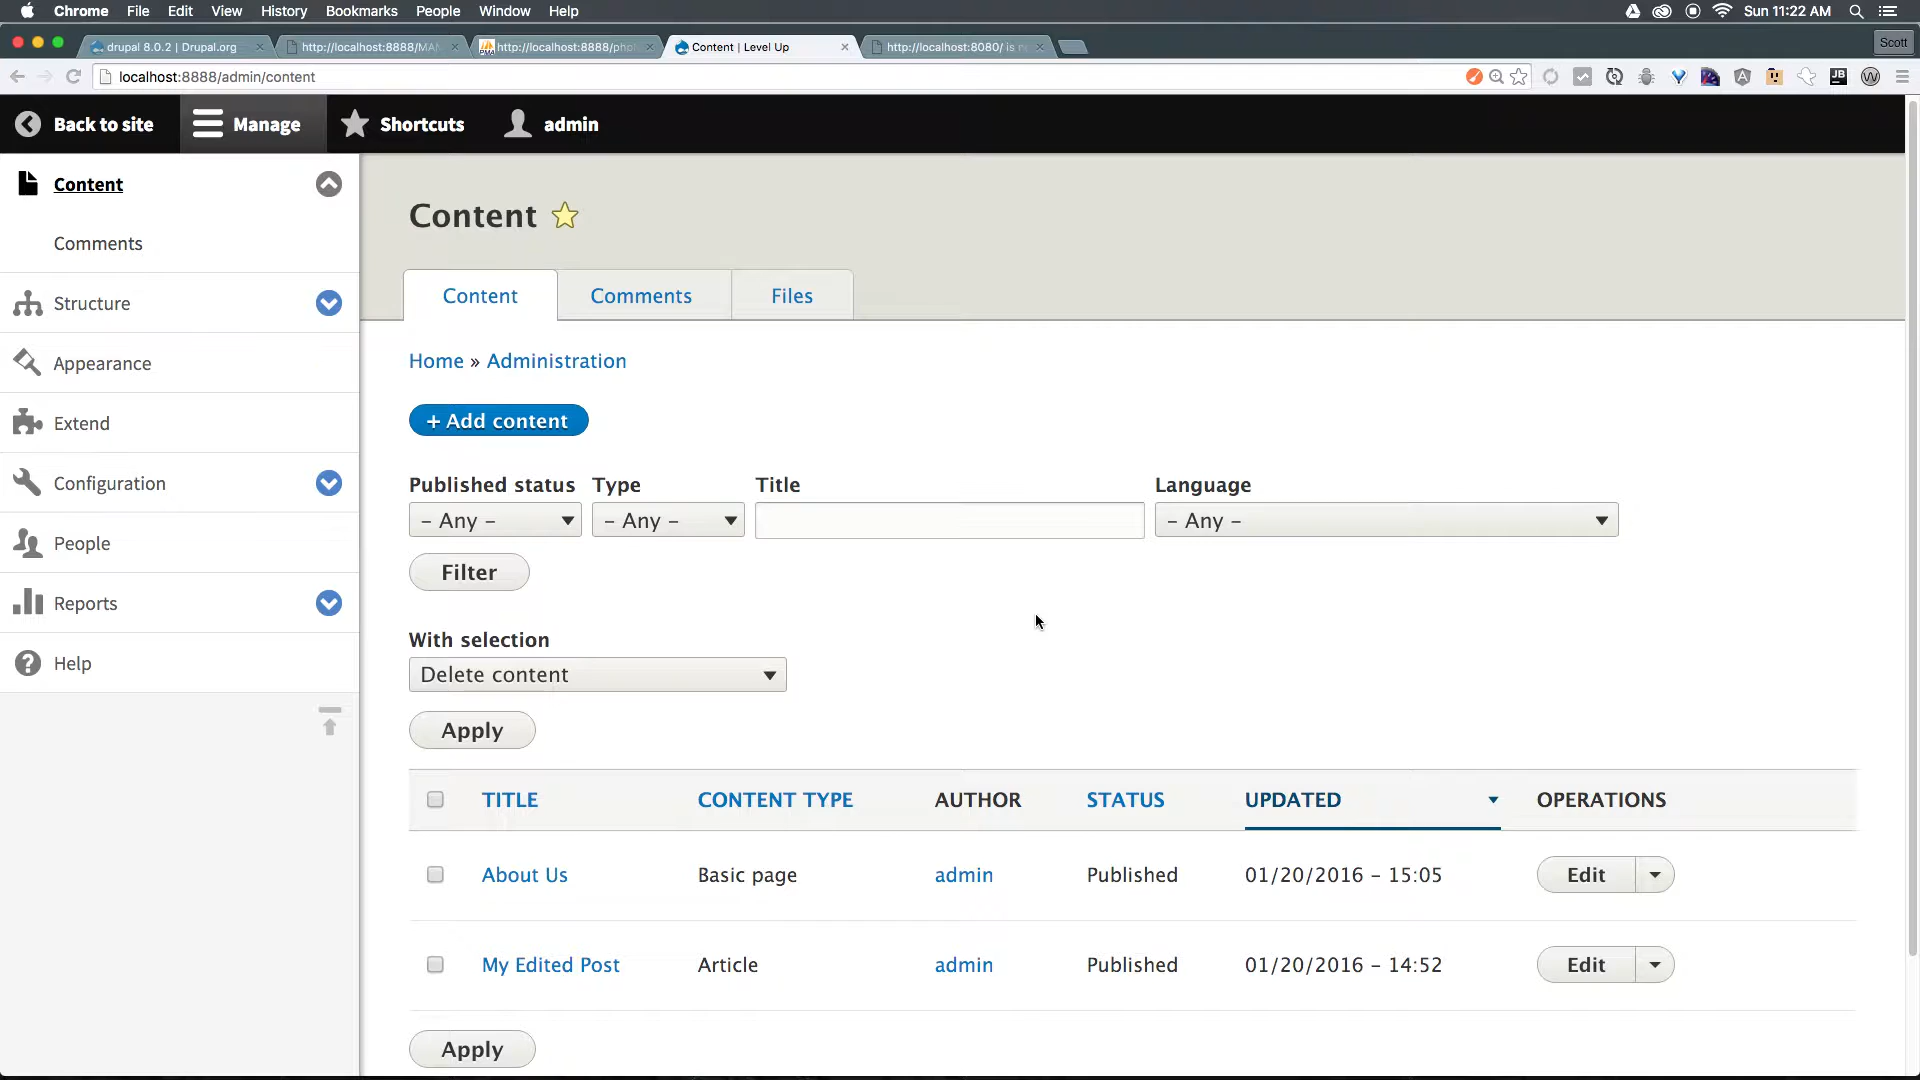 Chrome File Edit View History Bookmarks People Window Help Sun 11:22 AM
drupal 8.0.2 | Drupal.org http://localhost:8888/MAM http://localhost:8888/phpm Content | Level Up http://localhost:8080/ is n Scott
localhost:8888/admin/content
Back to site Manage Shortcuts admin
Content
Comments
Structure
Appearance
Extend
Configuration
People
Reports
Help
Content
Content Comments Files
Home » Administration
+ Add content
Published status Type Title Language
- Any - - Any - - Any -
Filter
With selection
Delete content
Apply
TITLE CONTENT TYPE AUTHOR STATUS UPDATED OPERATIONS
About Us Basic page admin Published 01/20/2016 - 15:05 Edit
My Edited Post Article admin Published 01/20/2016 - 14:52 Edit
Apply